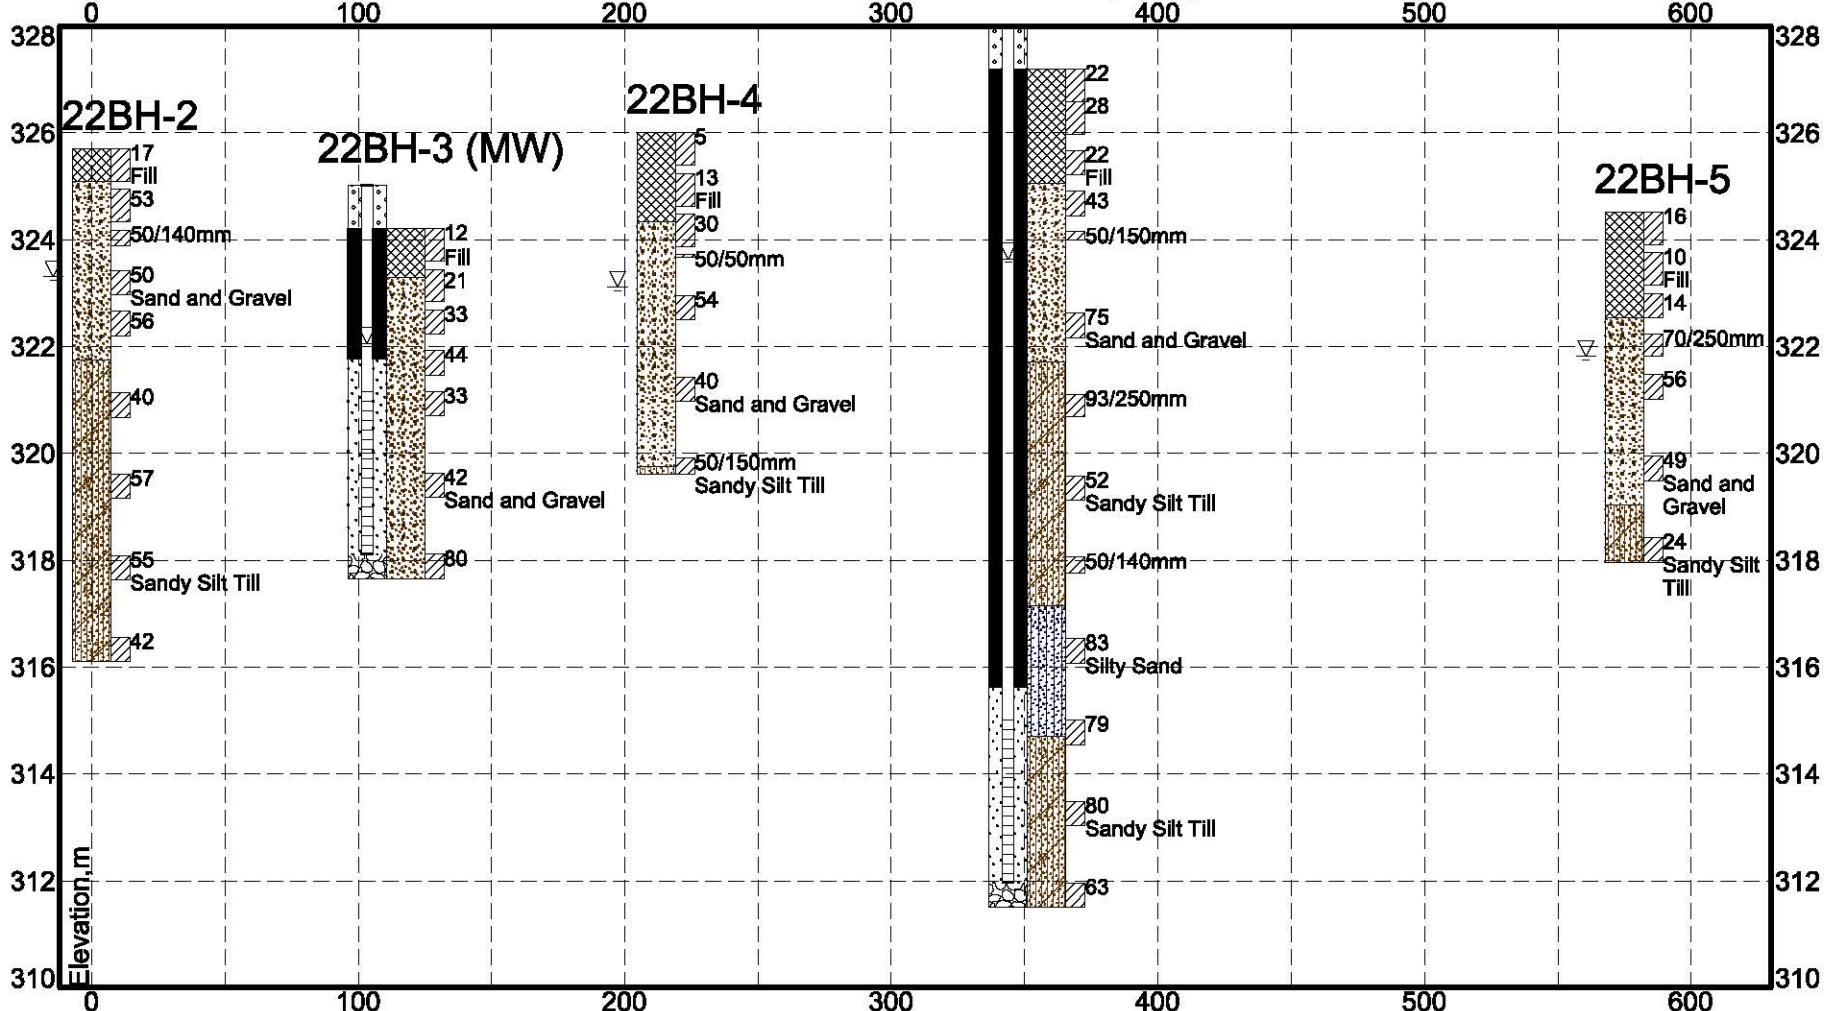 0 100 200 300 400 500 600
328 328
326 326
324 324
322 322
320 320
318 318
316 316
314 314
312 312
310 310
Elevation,m
0 100 200 300 400 500 600
22BH-2
17
Fill
53
50/140mm
50
Sand and Gravel
56
40
57
55
Sandy Silt Till
42
22BH-3 (MW)
12
Fill
21
33
44
33
42
Sand and Gravel
80
22BH-4
5
13
Fill
30
50/50mm
54
40
Sand and Gravel
50/150mm
Sandy Silt Till
22
28
22
Fill
43
50/150mm
75
Sand and Gravel
93/250mm
52
Sandy Silt Till
50/140mm
83
Silty Sand
79
80
Sandy Silt Till
63
22BH-5
16
10
Fill
14
70/250mm
56
49
Sand and
Gravel
24
Sandy Silt
Till